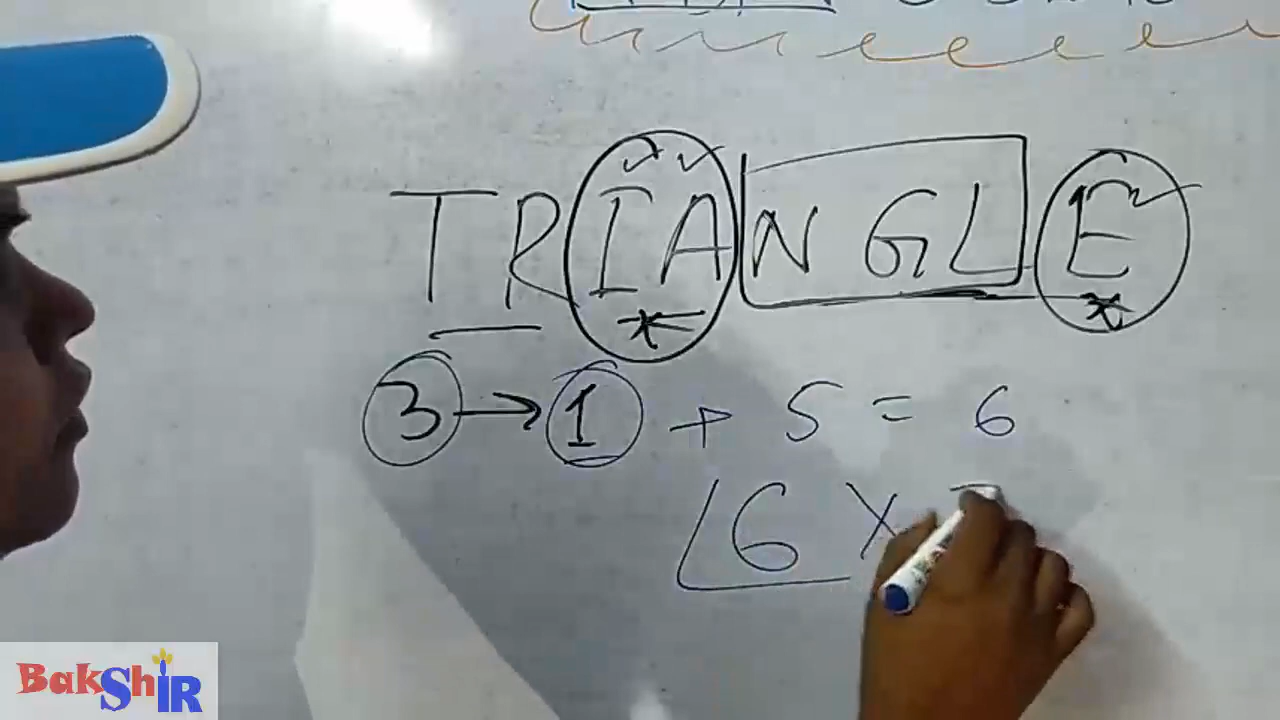 TRIANGLE
3 → 1 + 5 = 6
6 ×
BakShIR